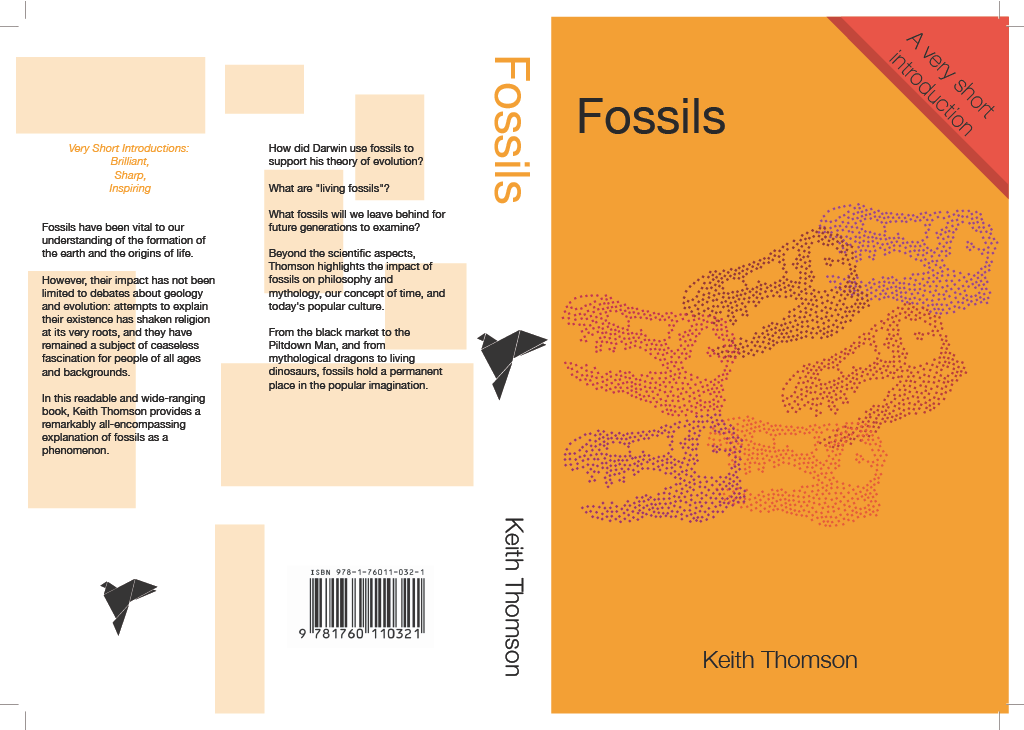 Very Short Introductions:
Brilliant,
Sharp,
Inspiring
Fossils have been vital to our
understanding of the formation of
the earth and the origins of life.
However, their impact has not been
limited to debates about geology
and evolution: attempts to explain
their existence has shaken religion
at its very roots, and they have
remained a subject of ceaseless
fascination for people of all ages
and backgrounds.
In this readable and wide-ranging
book, Keith Thomson provides a
remarkably all-encompassing
explanation of fossils as a
phenomenon.
How did Darwin use fossils to
support his theory of evolution?
What are "living fossils"?
What fossils will we leave behind for
future generations to examine?
Beyond the scientific aspects,
Thomson highlights the impact of
fossils on philosophy and
mythology, our concept of time, and
today's popular culture.
From the black market to the
Piltdown Man, and from
mythological dragons to living
dinosaurs, fossils hold a permanent
place in the popular imagination.
ISBN 978-1-76011-032-1
9 781760 110321
Fossils
Keith Thomson
A very short
introduction
Fossils
Keith Thomson